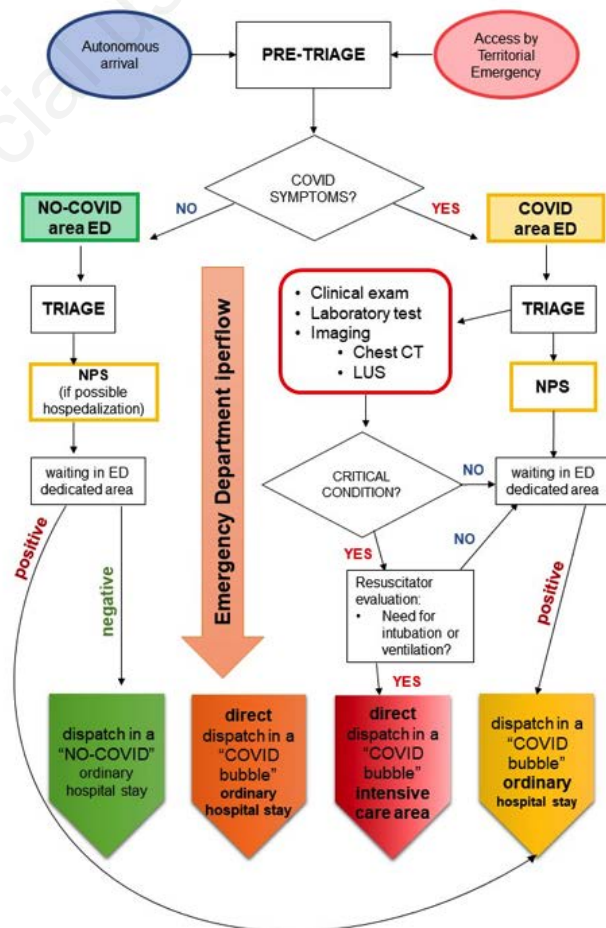 Autonomous
arrival
PRE-TRIAGE
Access by
Territorial
Emergency
COVID
SYMPTOMS?
NO
YES
NO-COVID
area ED
COVID
area ED
TRIAGE
• Clinical exam
• Laboratory test
• Imaging
• Chest CT
• LUS
TRIAGE
NPS
(if possible
hospedalization)
NPS
Emergency Department iperflow
waiting in ED
dedicated area
CRITICAL
CONDITION?
NO
waiting in ED
dedicated area
positive
negative
YES
NO
positive
Resuscitator
evaluation:
• Need for
intubation or
ventilation?
YES
dispatch in a
“NO-COVID”
ordinary
hospital stay
direct
dispatch in a
“COVID
bubble”
ordinary
hospital stay
direct
dispatch in a
“COVID
bubble”
intensive
care area
dispatch in a
“COVID
bubble”
ordinary
hospital stay